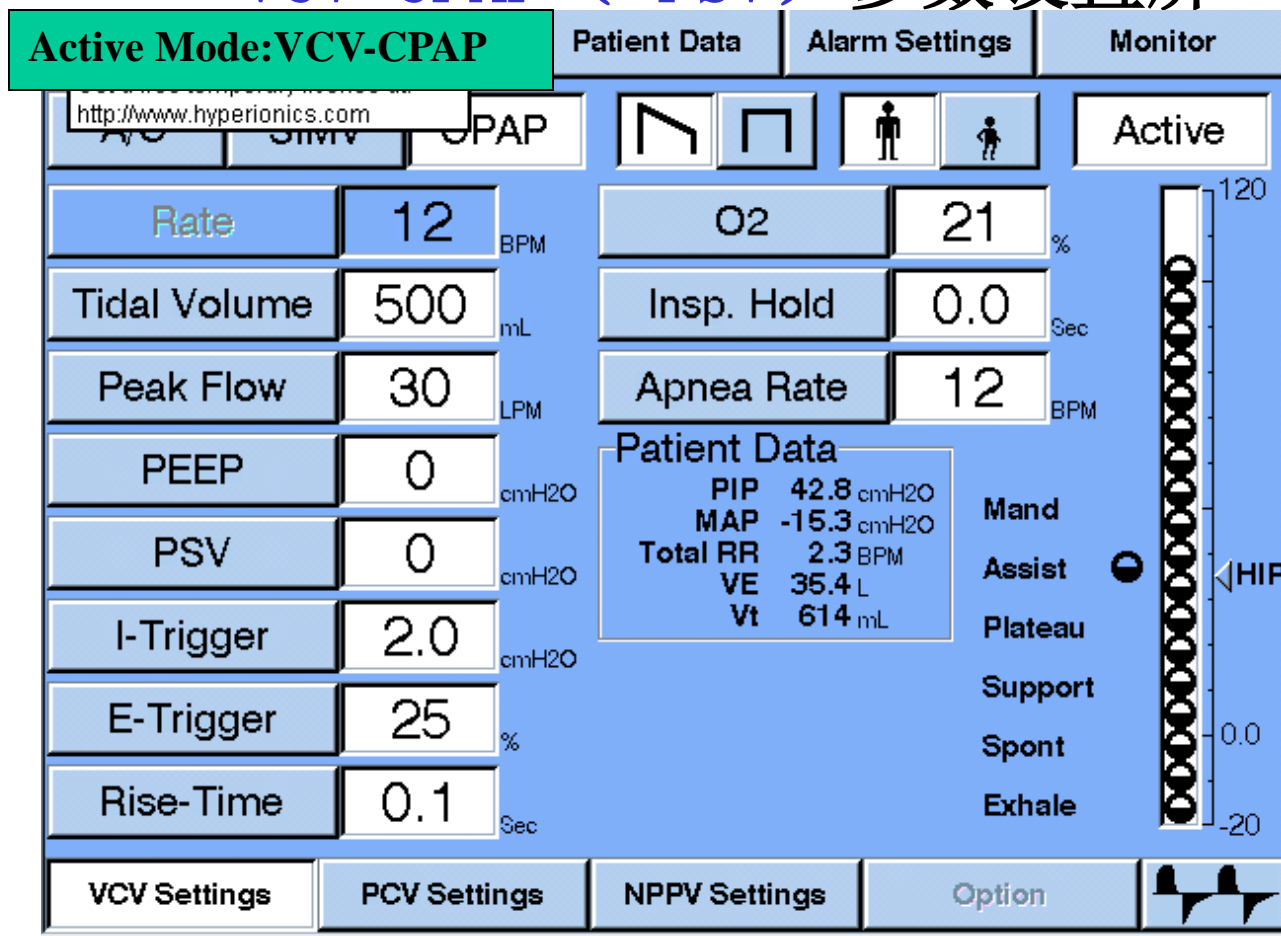 Active Mode:VCV-CPAP
Patient Data
Alarm Settings
Monitor
http://www.hyperionics.com
CPAP
Active
Rate 12 BPM
O2 21 %
Tidal Volume 500 mL
Insp. Hold 0.0 Sec
Peak Flow 30 LPM
Apnea Rate 12 BPM
PEEP 0 cmH2O
PSV 0 cmH2O
I-Trigger 2.0 cmH2O
E-Trigger 25 %
Rise-Time 0.1 Sec
Patient Data
PIP 42.8 cmH2O
MAP -15.3 cmH2O
Total RR 2.3 BPM
VE 35.4 L
Vt 614 mL
Mand
Assist
Plateau
Support
Spont
Exhale
120
HIP
0.0
-20
VCV Settings
PCV Settings
NPPV Settings
Option